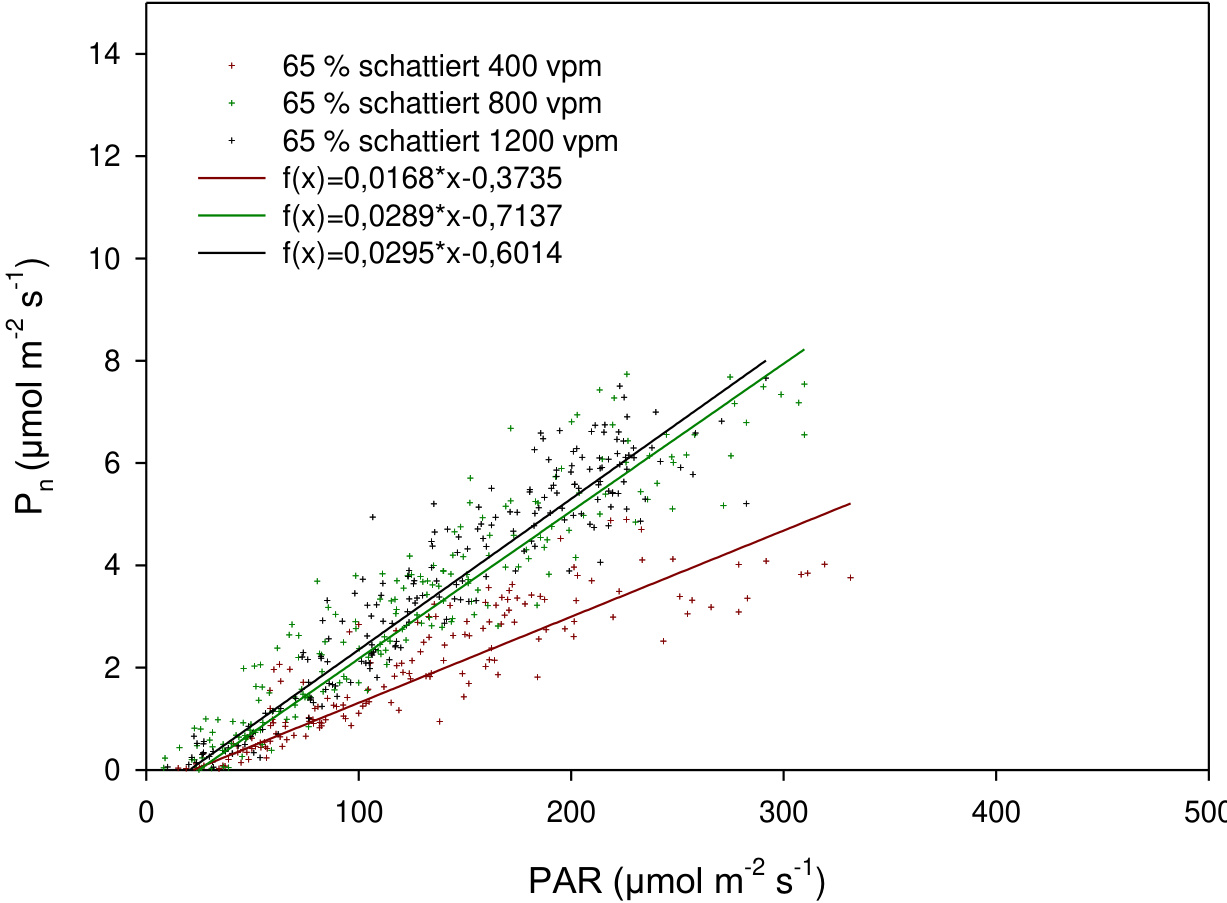 14
12
10
8
6
4
2
0
65 % schattiert 400 vpm
65 % schattiert 800 vpm
65 % schattiert 1200 vpm
f(x)=0,0168*x-0,3735
f(x)=0,0289*x-0,7137
f(x)=0,0295*x-0,6014
Pn (µmol m-2 s-1)
0 100 200 300 400 500
PAR (µmol m-2 s-1)